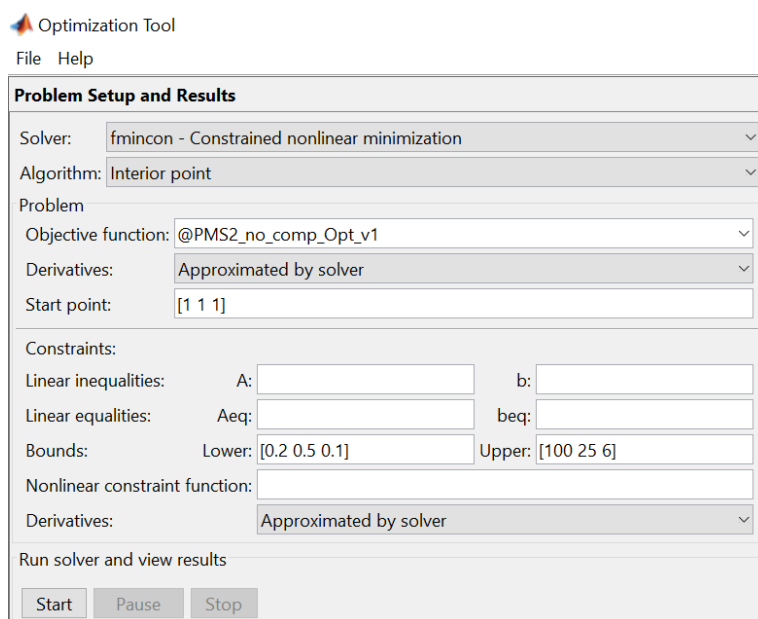 Optimization Tool
File Help
Problem Setup and Results
Solver: fmincon - Constrained nonlinear minimization
Algorithm: Interior point
Problem
Objective function: @PMS2_no_comp_Opt_v1
Derivatives: Approximated by solver
Start point: [1 1 1]
Constraints:
Linear inequalities: A: b:
Linear equalities: Aeq: beq:
Bounds: Lower: [0.2 0.5 0.1] Upper: [100 25 6]
Nonlinear constraint function:
Derivatives: Approximated by solver
Run solver and view results
Start Pause Stop